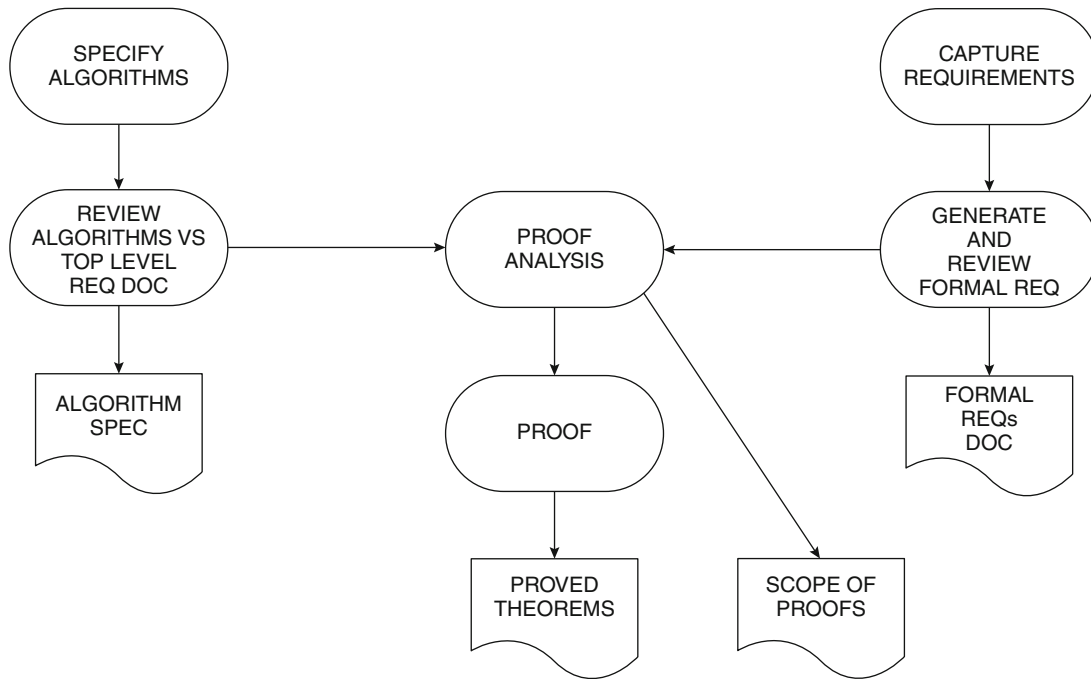 SPECIFY
ALGORITHMS
CAPTURE
REQUIREMENTS
REVIEW
ALGORITHMS VS
TOP LEVEL
REQ DOC
PROOF
ANALYSIS
GENERATE
AND
REVIEW
FORMAL REQ
ALGORITHM
SPEC
PROOF
FORMAL
REQs
DOC
PROVED
THEOREMS
SCOPE OF
PROOFS